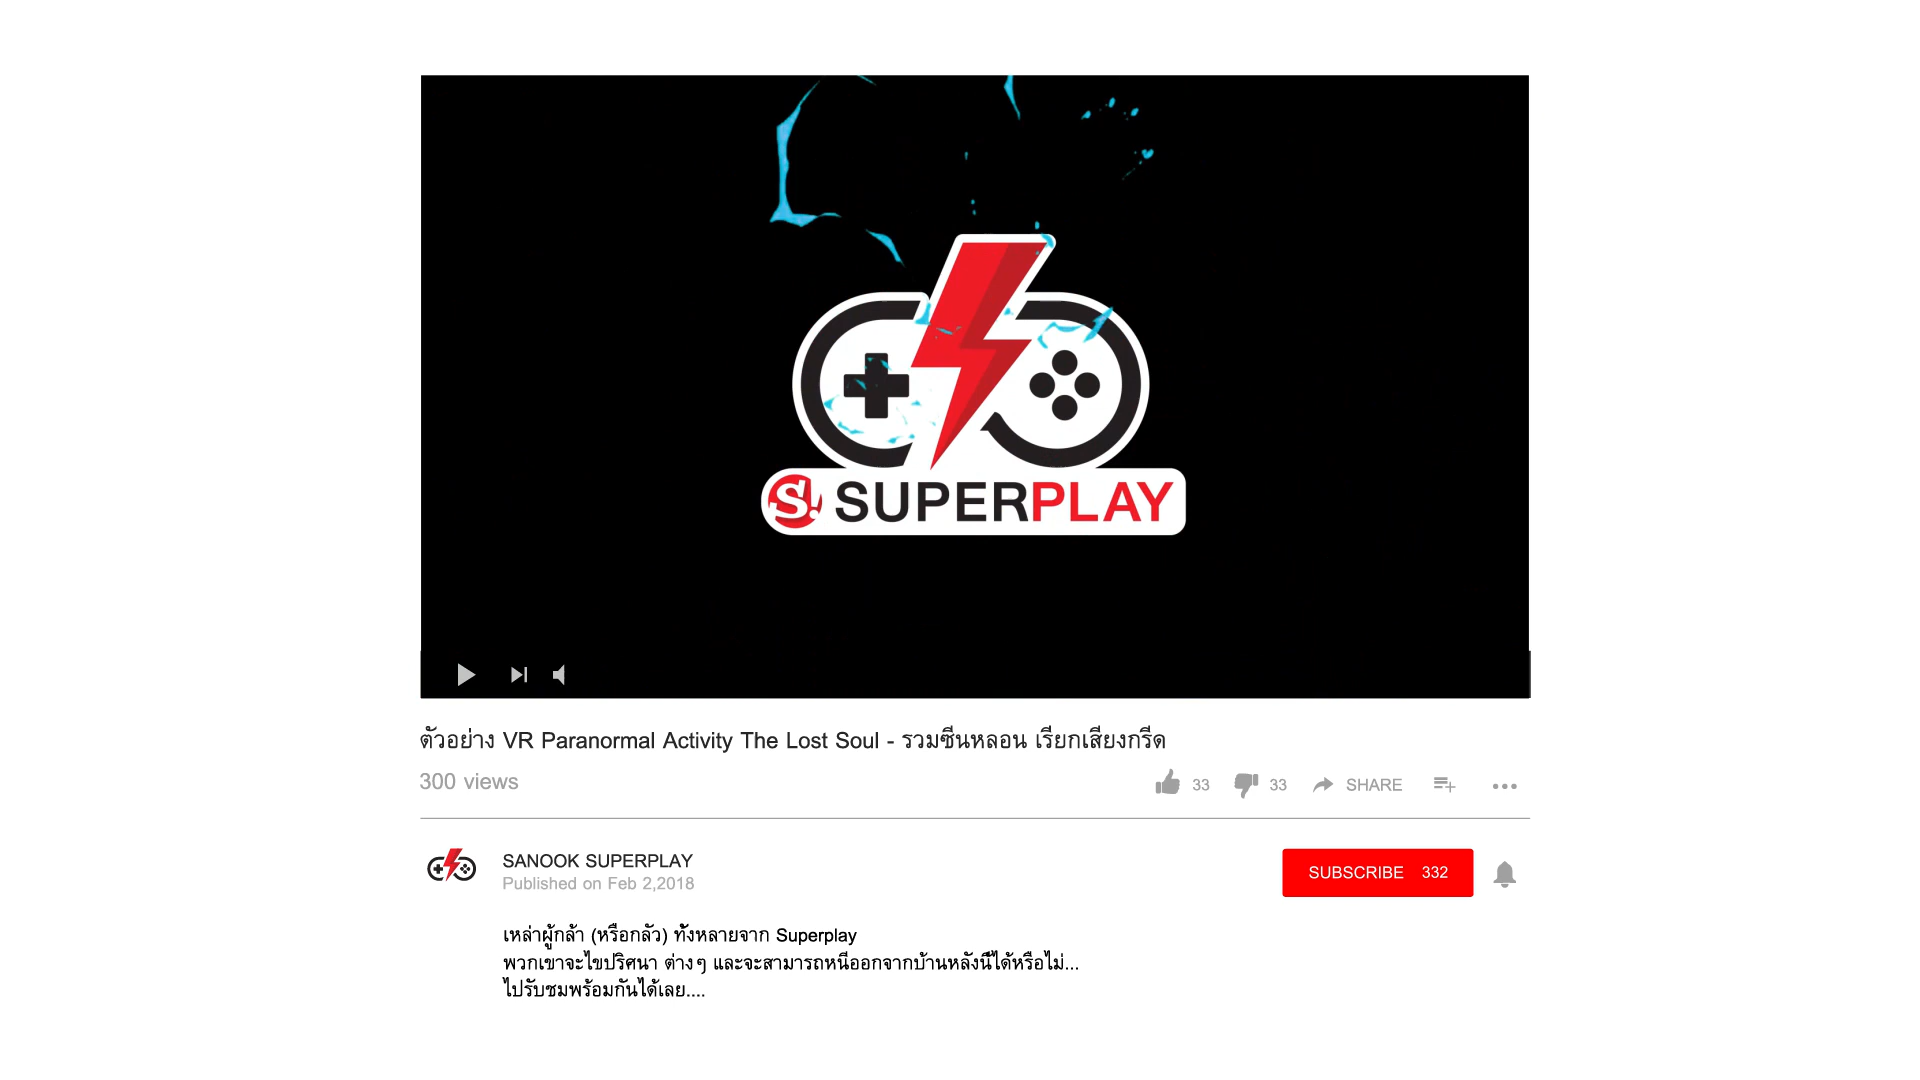 S! SUPERPLAY
ตัวอย่าง VR Paranormal Activity The Lost Soul - รวมซีนหลอน เรียกเสียงกรีด
300 views
33 33 SHARE
SANOOK SUPERPLAY
Published on Feb 2,2018
SUBSCRIBE 332
เหล่าผู้กล้า (หรือกลัว) ทั้งหลายจาก Superplay
พวกเขาจะไขปริศนา ต่างๆ และจะสามารถหนีออกจากบ้านหลังนี้ได้หรือไม่...
ไปรับชมพร้อมกันได้เลย....